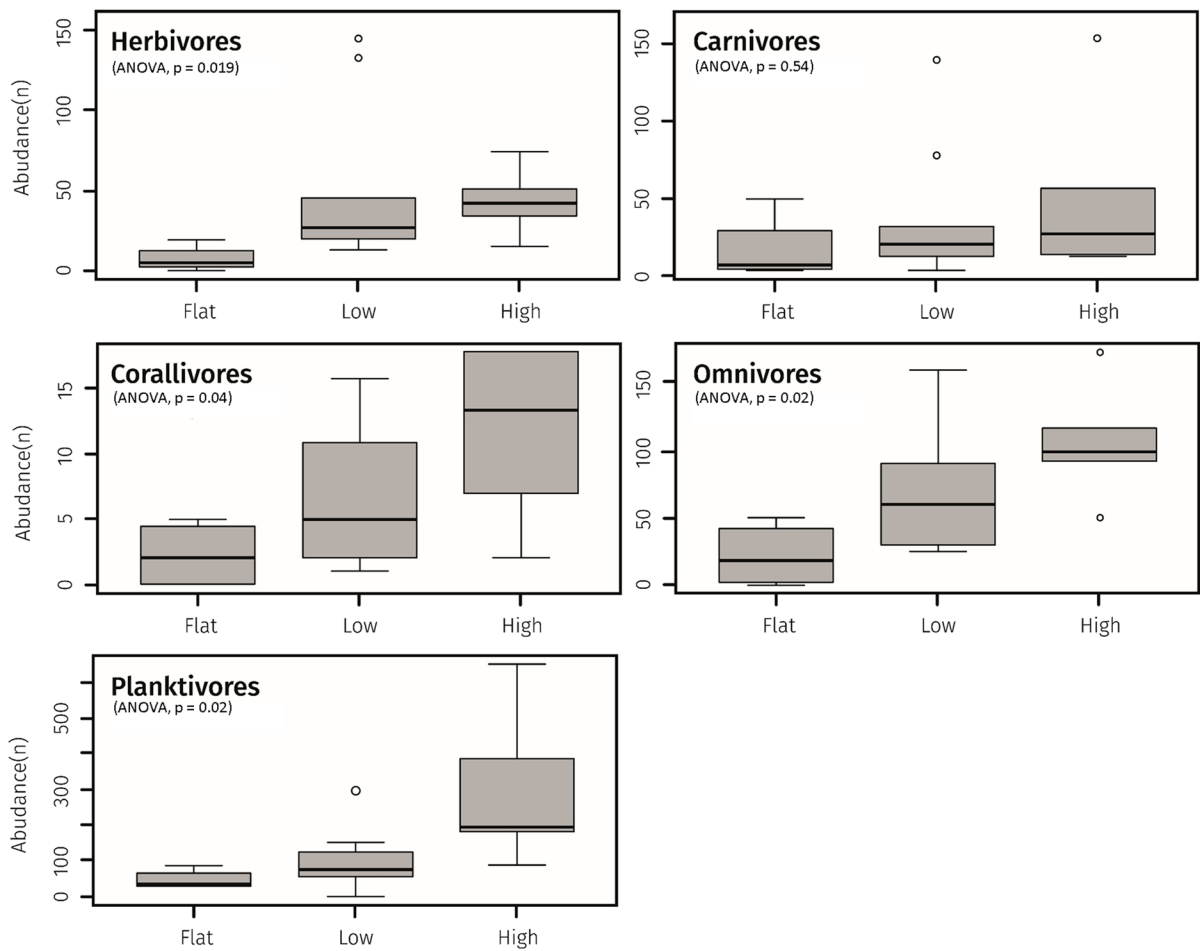 Herbivores
(ANOVA, p = 0.019)
Abudance(n)
150
100
50
0
Flat Low High
Carnivores
(ANOVA, p = 0.54)
150
100
50
0
Flat Low High
Corallivores
(ANOVA, p = 0.04)
Abudance(n)
15
10
5
0
Flat Low High
Omnivores
(ANOVA, p = 0.02)
150
100
50
0
Flat Low High
Planktivores
(ANOVA, p = 0.02)
Abudance(n)
500
300
100
0
Flat Low High